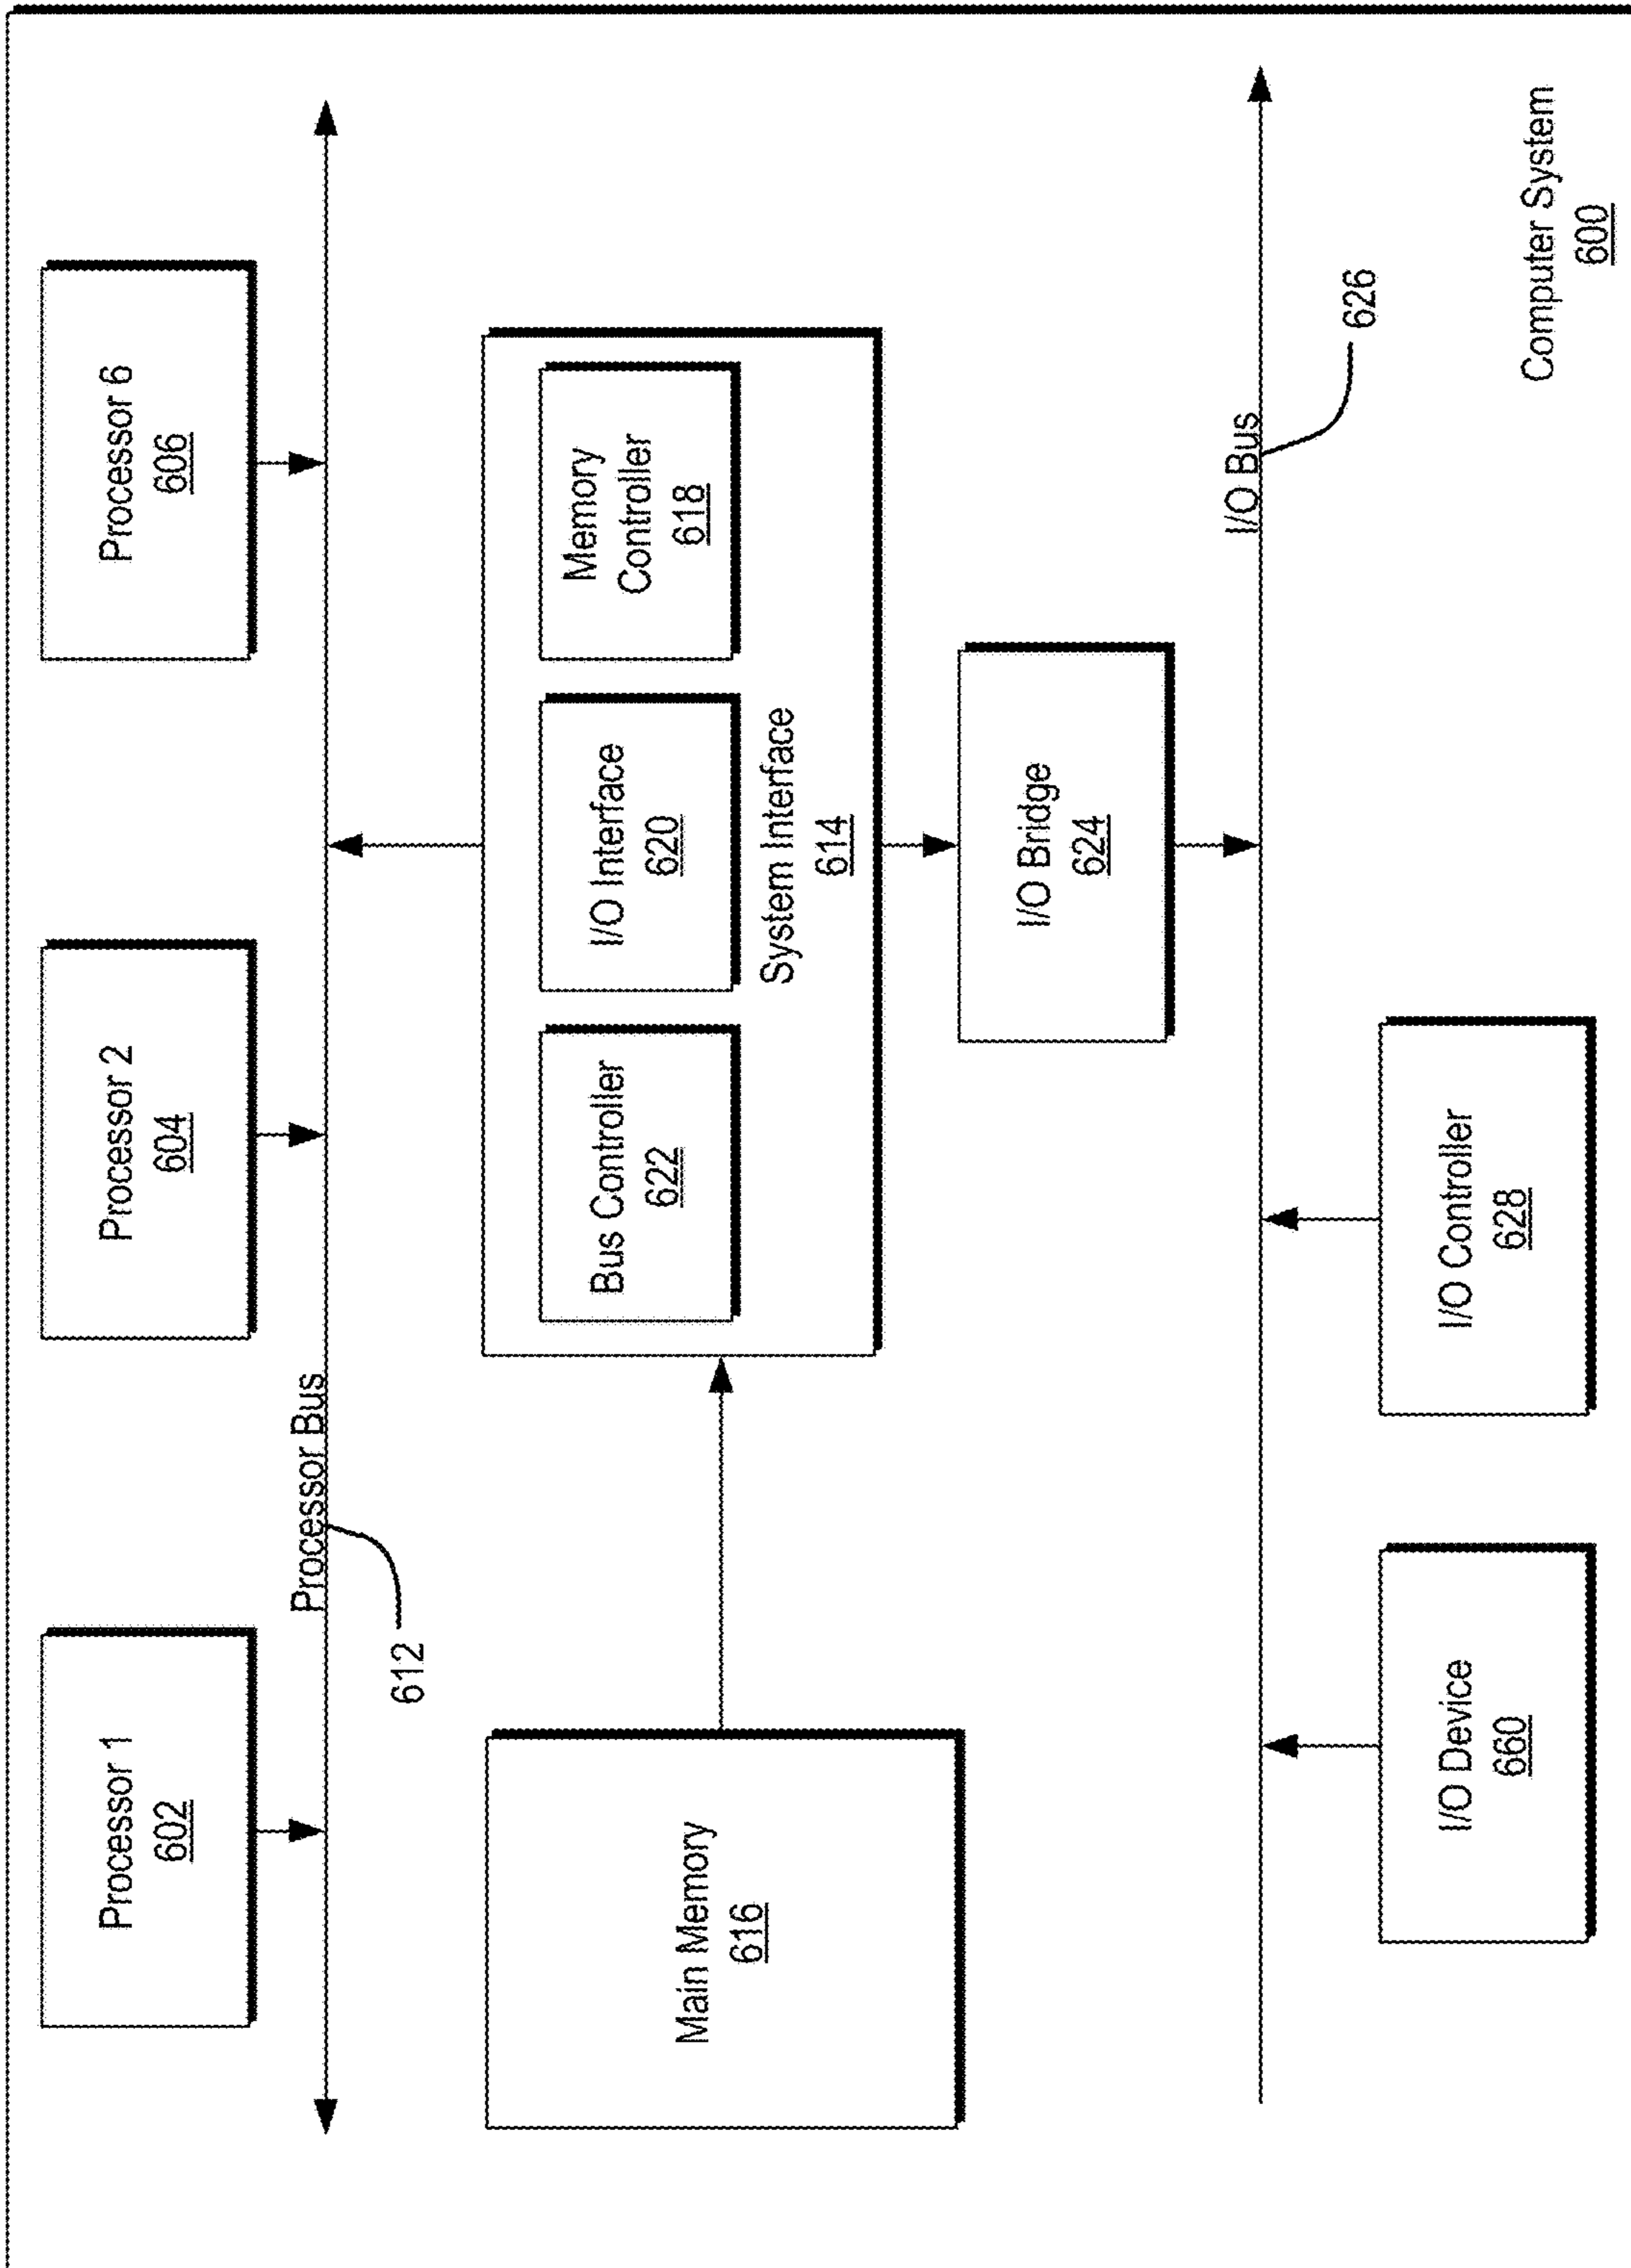 Processor 1
602
Processor 2
604
Processor 6
606
Processor Bus
612
Main Memory
616
Bus Controller
622
I/O Interface
620
Memory
Controller
618
System Interface
614
I/O Bridge
624
I/O Bus
626
I/O Device
660
I/O Controller
628
Computer System
600